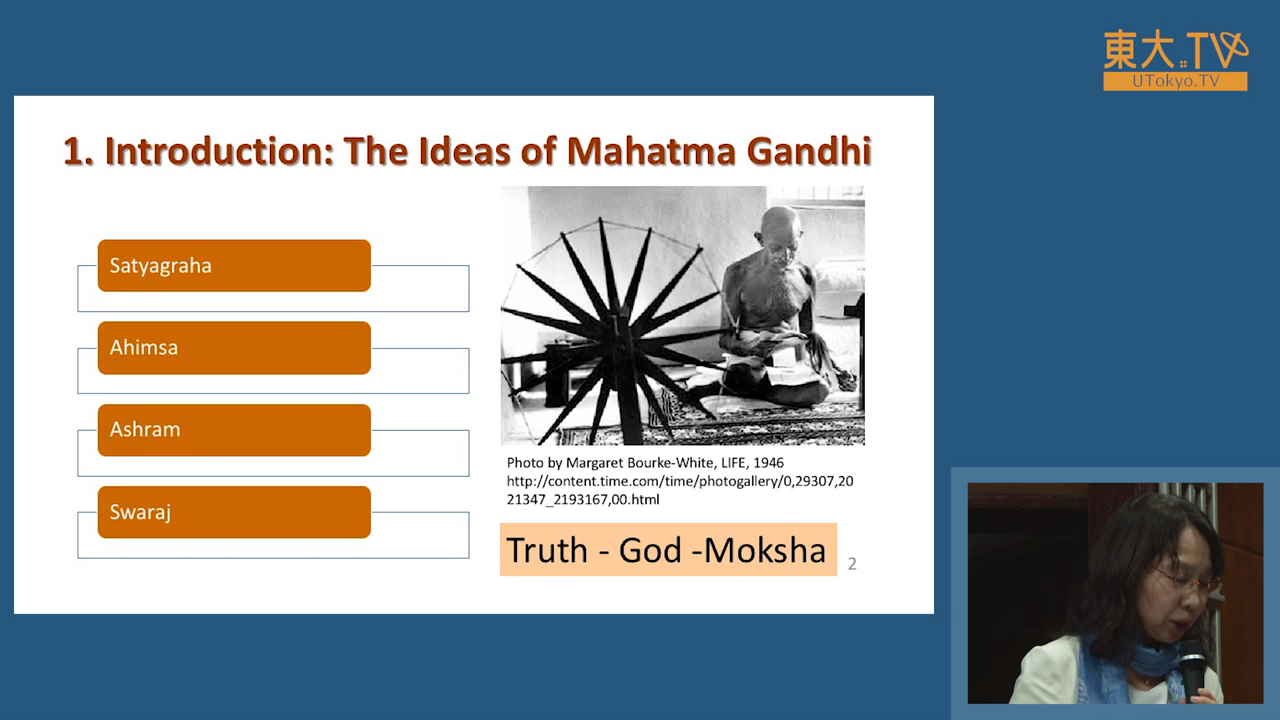 東大.TV
UTokyo.TV
1. Introduction: The Ideas of Mahatma Gandhi
Satyagraha
Ahimsa
Ashram
Swaraj
Photo by Margaret Bourke-White, LIFE, 1946
http://content.time.com/time/photogallery/0,29307,20
21347_2193167,00.html
Truth - God -Moksha
2